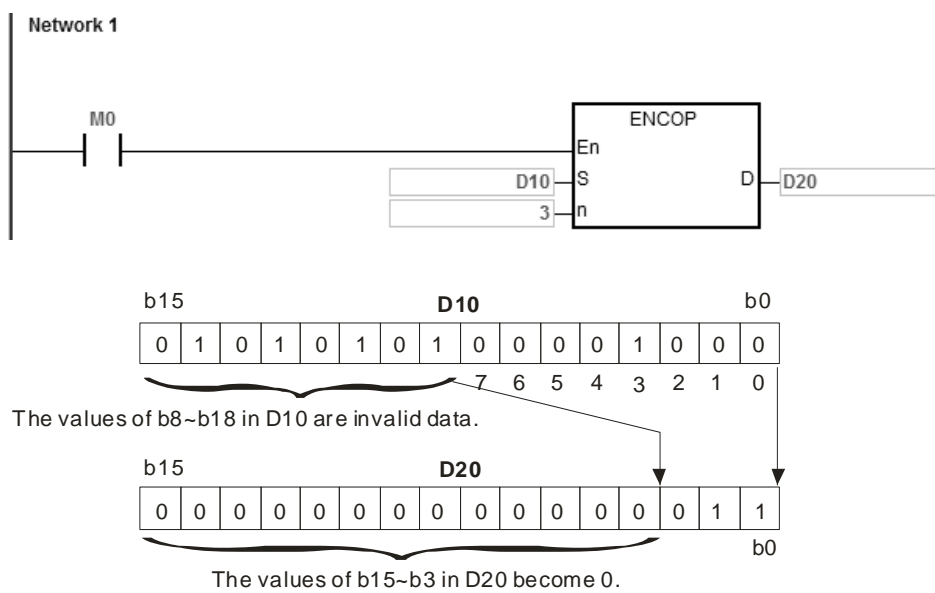 Network 1
M0
ENCOP
En
D10 S D D20
3 n
b15 D10 b0
0 1 0 1 0 1 0 1 0 0 0 0 1 0 0 0
7 6 5 4 3 2 1 0
The values of b8~b18 in D10 are invalid data.
b15 D20
0 0 0 0 0 0 0 0 0 0 0 0 0 0 1 1
b0
The values of b15~b3 in D20 become 0.